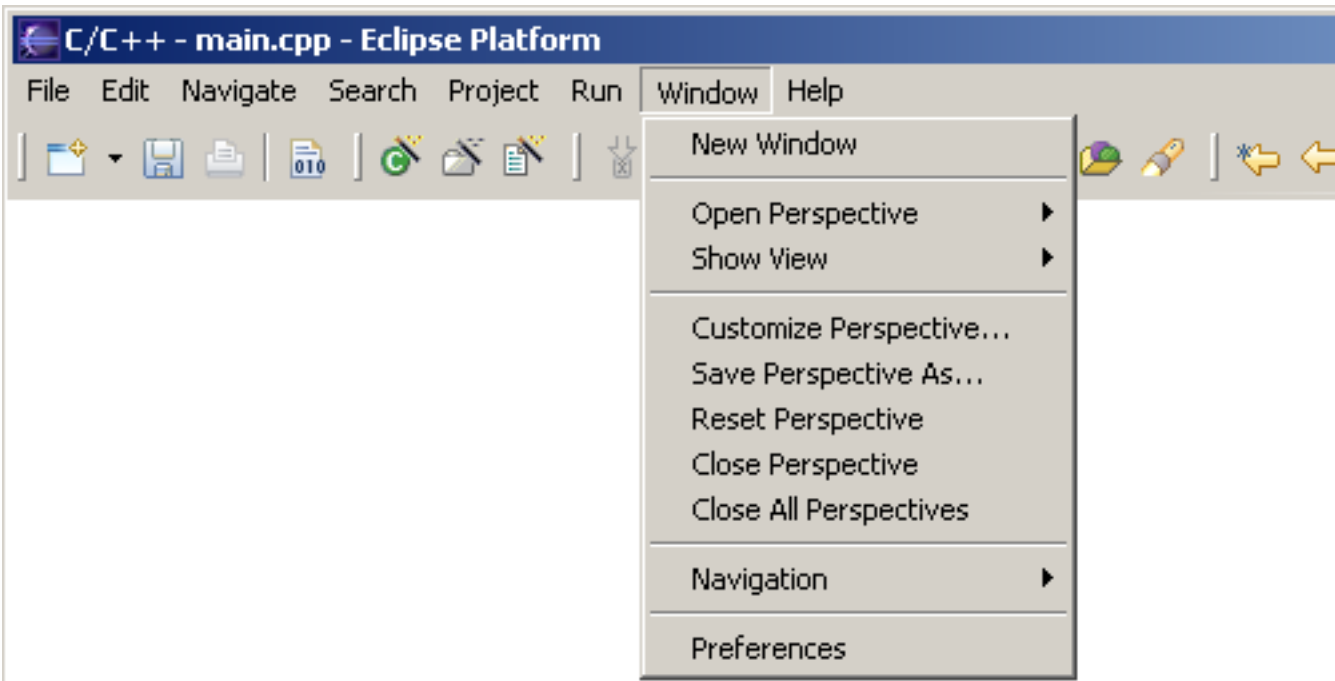 C/C++ - main.cpp - Eclipse Platform
File Edit Navigate Search Project Run Window Help
010
New Window
Open Perspective
Show View
Customize Perspective...
Save Perspective As...
Reset Perspective
Close Perspective
Close All Perspectives
Navigation
Preferences